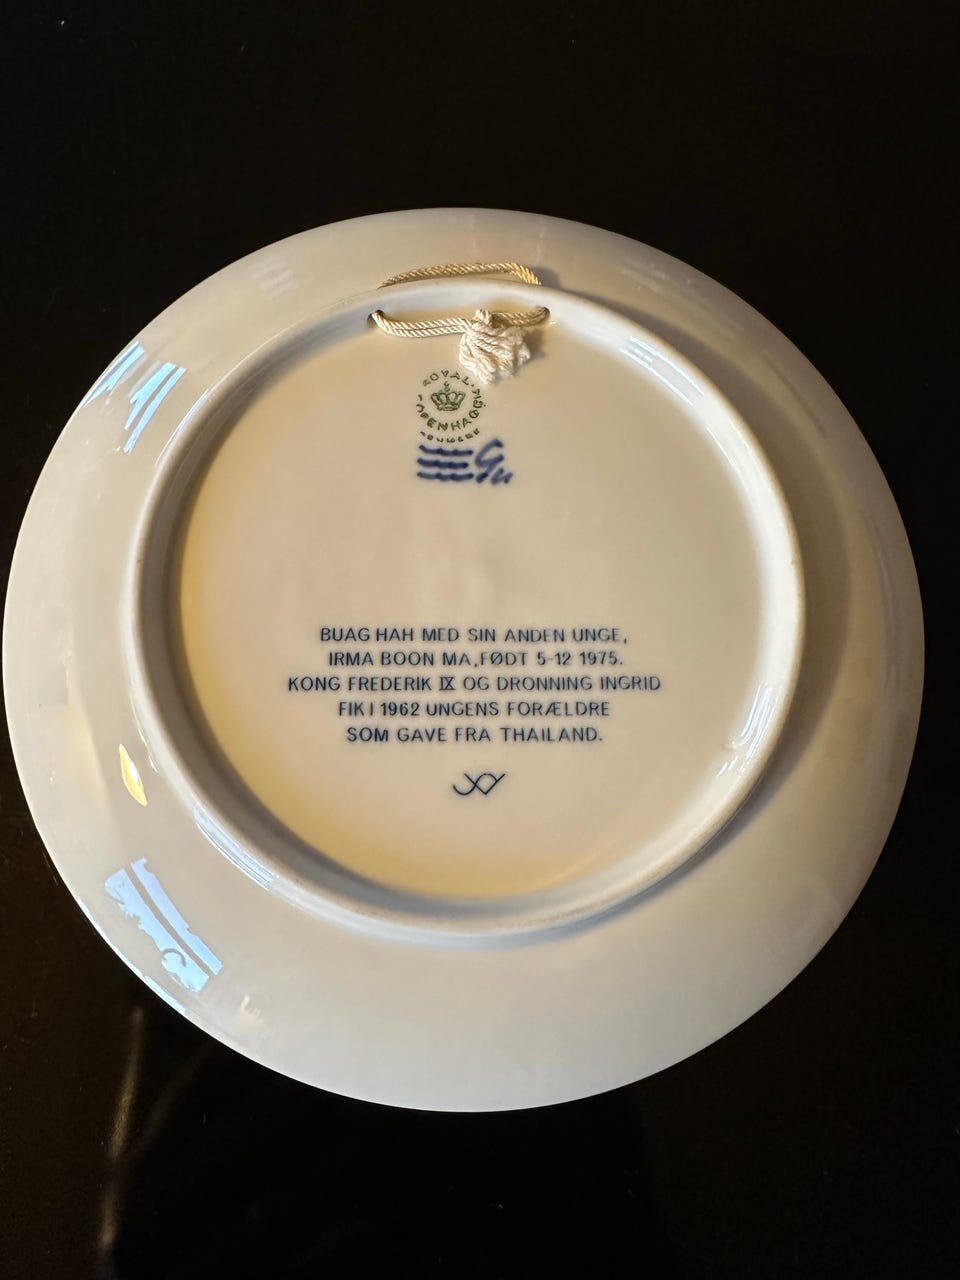 ROYAL
COPENHAGEN
DENMARK
BUAG HAH MED SIN ANDEN UNGE,
IRMA BOON MA, FØDT 5-12 1975.
KONG FREDERIK IX OG DRONNING INGRID
FIK I 1962 UNGENS FORÆLDRE
SOM GAVE FRA THAILAND.